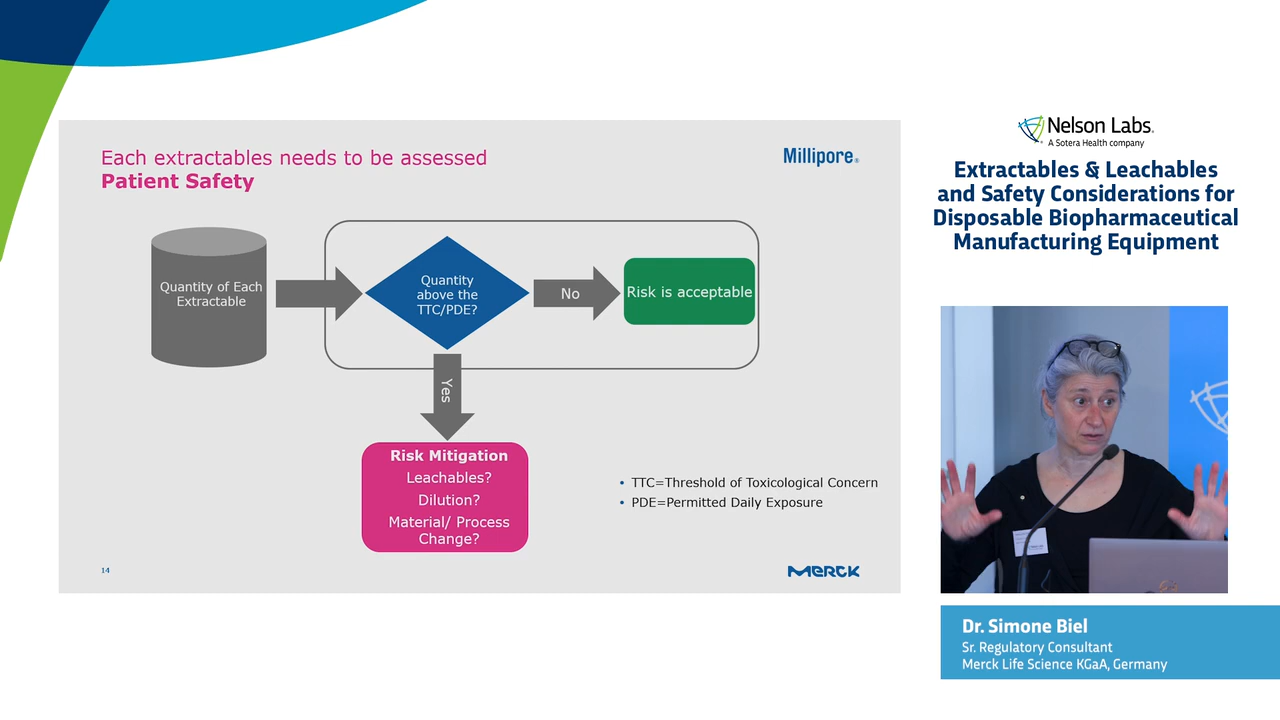 Each extractables needs to be assessed
Patient Safety
Millipore®
Quantity of Each
Extractable
Quantity
above the
TTC/PDE?
No
Risk is acceptable
Yes
Risk Mitigation
Leachables?
Dilution?
Material/ Process
Change?
• TTC=Threshold of Toxicological Concern
• PDE=Permitted Daily Exposure
14
MERCK
Nelson Labs.
A Sotera Health company
Extractables & Leachables
and Safety Considerations for
Disposable Biopharmaceutical
Manufacturing Equipment
Dr. Simone Biel
Sr. Regulatory Consultant
Merck Life Science KGaA, Germany